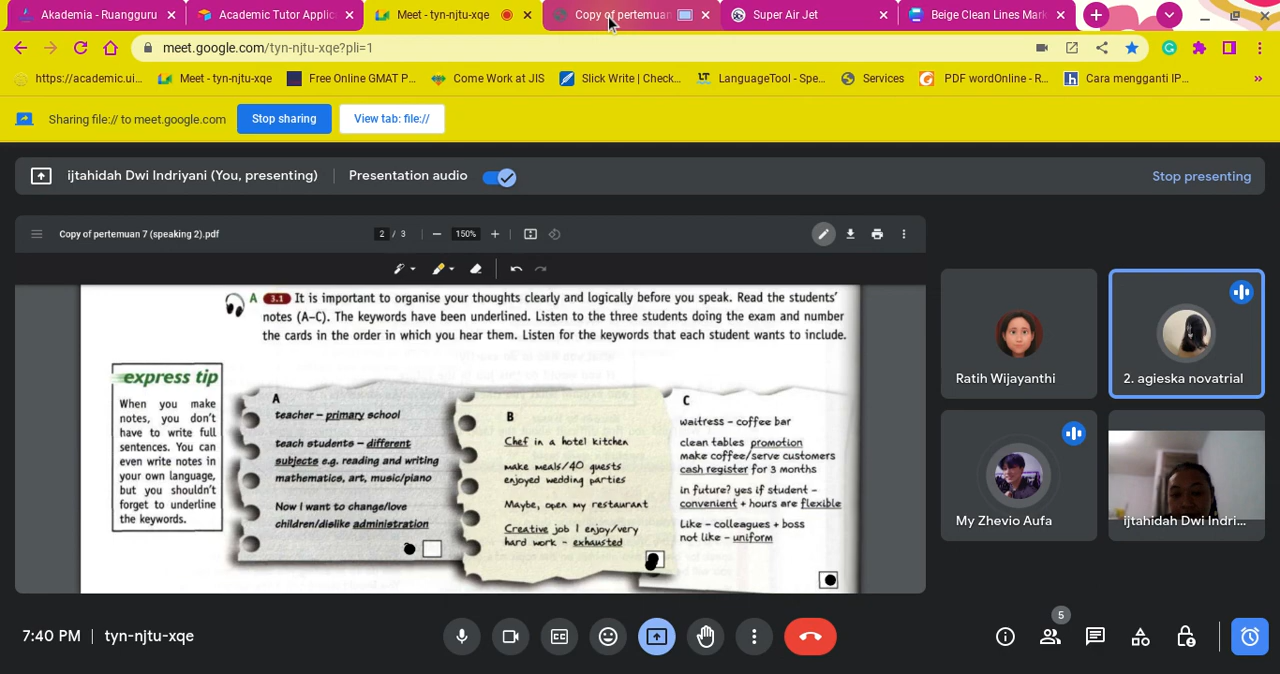 Akademia - Ruangguru
Academic Tutor Applic
Meet - tyn-njtu-xqe
Copy of pertemuan
Super Air Jet
Beige Clean Lines Mark
meet.google.com/tyn-njtu-xqe?pli=1
https://academic.ui...
Meet - tyn-njtu-xqe
Free Online GMAT P...
Come Work at JIS
Slick Write | Check...
LanguageTool - Spe...
Services
PDF wordOnline - R...
Cara mengganti IP...
»
Sharing file:// to meet.google.com
Stop sharing
View tab: file://
ijtahidah Dwi Indriyani (You, presenting)
Presentation audio
Stop presenting
Copy of pertemuan 7 (speaking 2).pdf
2 / 3
150%
A 3.1 It is important to organise your thoughts clearly and logically before you speak. Read the students'
notes (A–C). The keywords have been underlined. Listen to the three students doing the exam and number
the cards in the order in which you hear them. Listen for the keywords that each student wants to include.
express tip
When you make
notes, you don't
have to write full
sentences. You can
even write notes in
your own language,
but you shouldn't
forget to underline
the keywords.
A
teacher – primary school
teach students – different
subjects e.g. reading and writing
mathematics, art, music/piano
Now I want to change/love
children/dislike administration
B
Chef in a hotel kitchen
make meals/40 guests
enjoyed wedding parties
Maybe, open my restaurant
Creative job I enjoy/very
hard work – exhausted
C
waitress – coffee bar
clean tables promotion
make coffee/serve customers
cash register for 3 months
in future? yes if student –
convenient + hours are flexible
Like – colleagues + boss
not like – uniform
Ratih Wijayanthi
2. agieska novatrial
My Zhevio Aufa
ijtahidah Dwi Indri...
7:40 PM
tyn-njtu-xqe
5